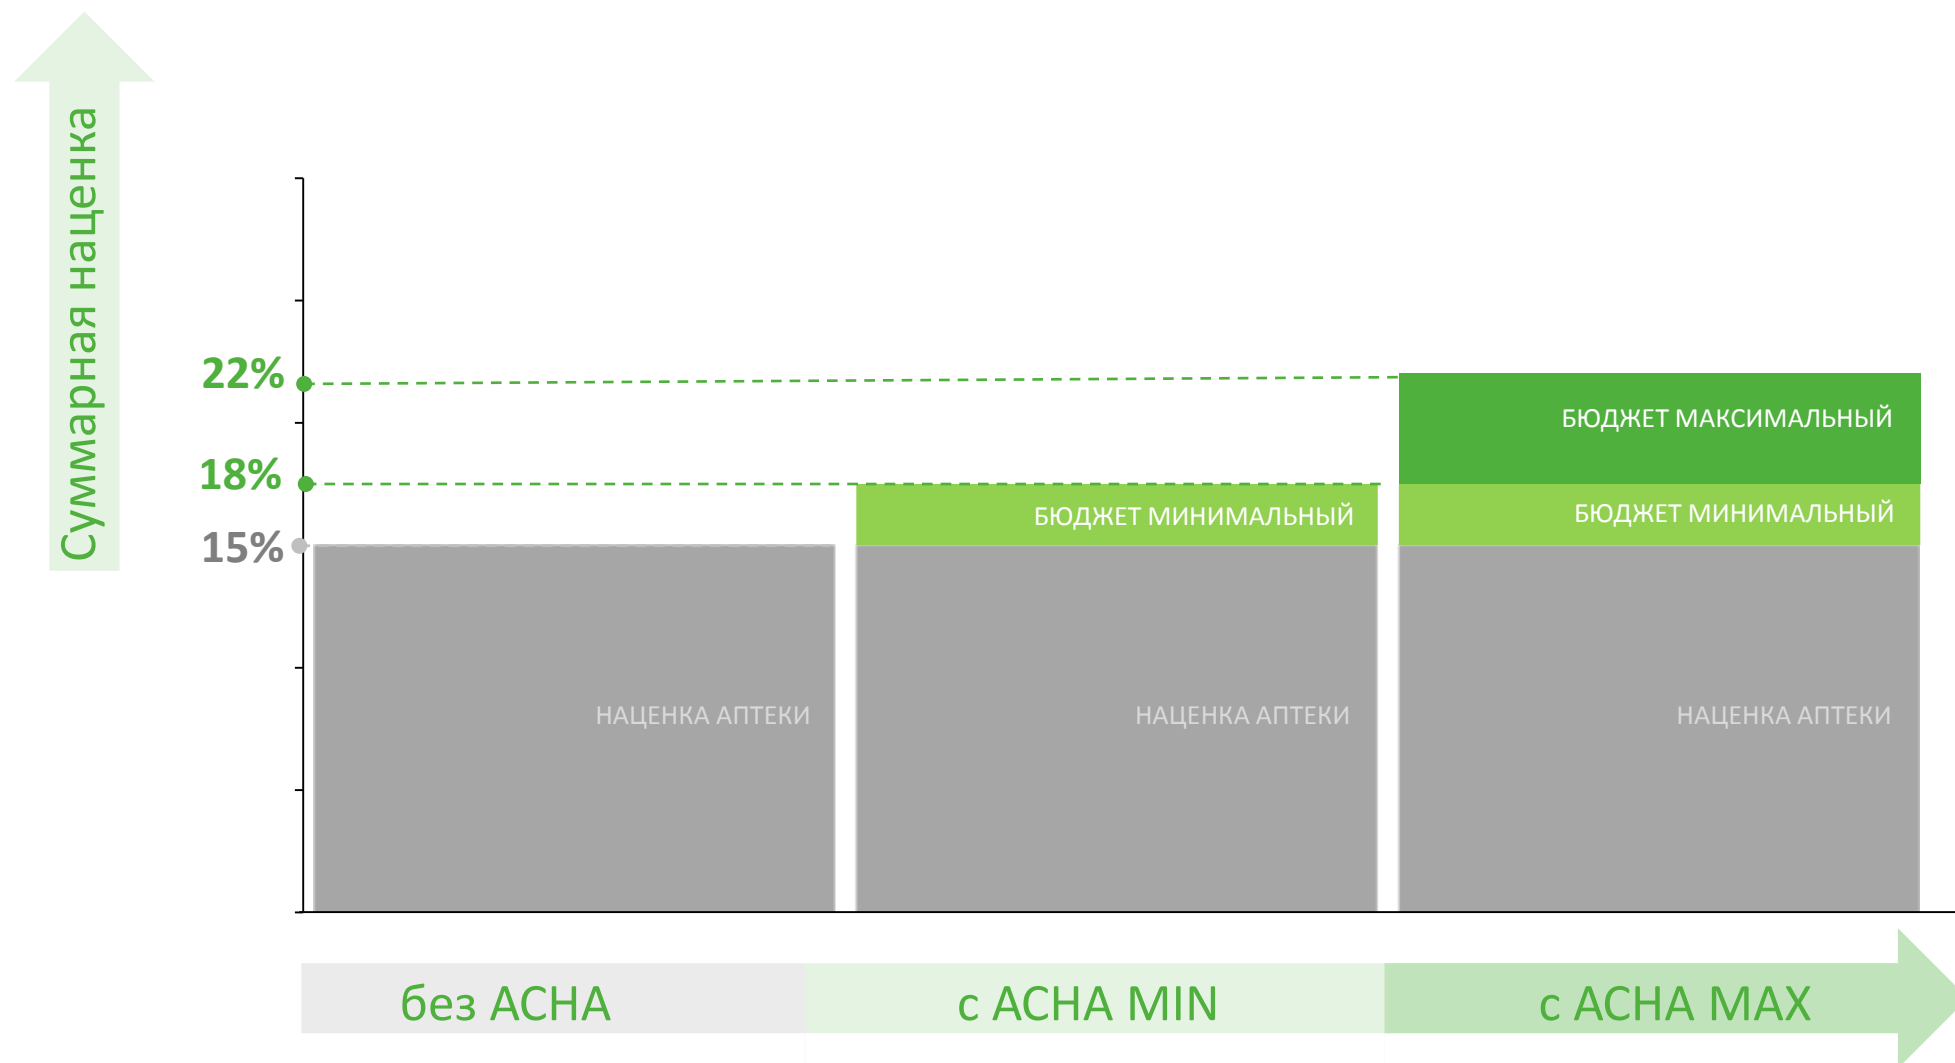 Суммарная наценка
22%
БЮДЖЕТ МАКСИМАЛЬНЫЙ
18%
БЮДЖЕТ МИНИМАЛЬНЫЙ
БЮДЖЕТ МИНИМАЛЬНЫЙ
15%
НАЦЕНКА АПТЕКИ
НАЦЕНКА АПТЕКИ
НАЦЕНКА АПТЕКИ
без АСНА
с АСНА MIN
с АСНА MAX